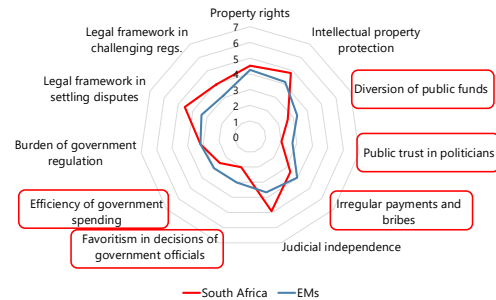 Property rights
Legal framework in
challenging regs.
Intellectual property
protection
7
6
5
4
3
2
1
0
Legal framework in
settling disputes
Diversion of public funds
Burden of government
regulation
Public trust in politicians
Efficiency of government
spending
Irregular payments and
bribes
Favoritism in decisions of
government officials
Judicial independence
South Africa
EMs